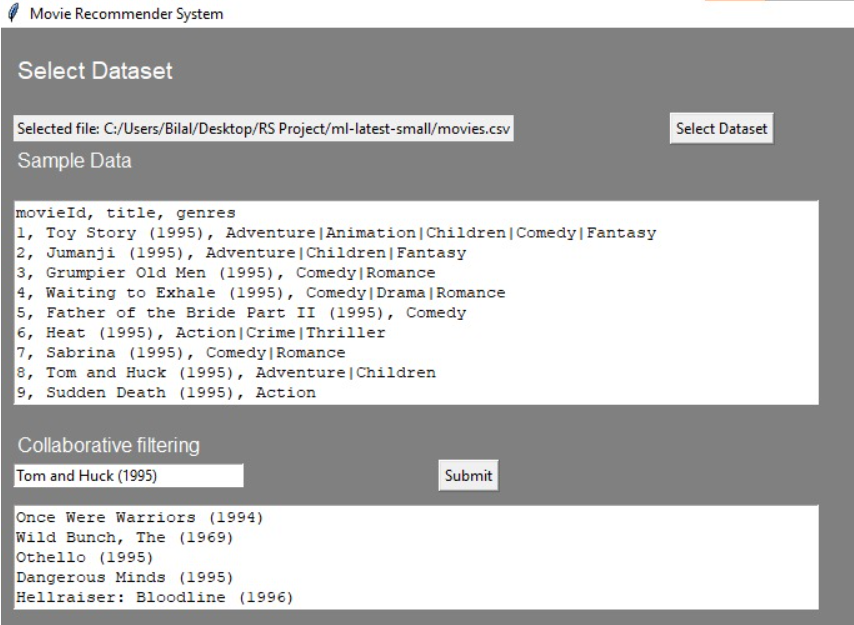 Movie Recommender System
Select Dataset
Selected file: C:/Users/Bilal/Desktop/RS Project/ml-latest-small/movies.csv
Select Dataset
Sample Data
movieId, title, genres
1, Toy Story (1995), Adventure|Animation|Children|Comedy|Fantasy
2, Jumanji (1995), Adventure|Children|Fantasy
3, Grumpier Old Men (1995), Comedy|Romance
4, Waiting to Exhale (1995), Comedy|Drama|Romance
5, Father of the Bride Part II (1995), Comedy
6, Heat (1995), Action|Crime|Thriller
7, Sabrina (1995), Comedy|Romance
8, Tom and Huck (1995), Adventure|Children
9, Sudden Death (1995), Action
Collaborative filtering
Tom and Huck (1995)
Submit
Once Were Warriors (1994)
Wild Bunch, The (1969)
Othello (1995)
Dangerous Minds (1995)
Hellraiser: Bloodline (1996)